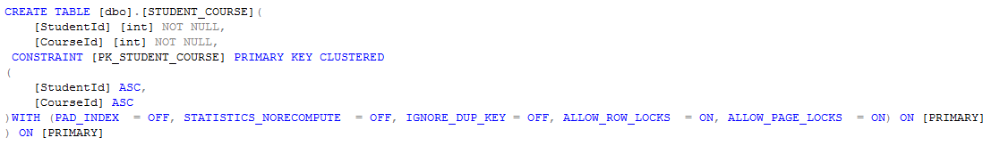 CREATE TABLE [dbo].[STUDENT_COURSE](
    [StudentId] [int] NOT NULL,
    [CourseId] [int] NOT NULL,
 CONSTRAINT [PK_STUDENT_COURSE] PRIMARY KEY CLUSTERED
(
    [StudentId] ASC,
    [CourseId] ASC
)WITH (PAD_INDEX  = OFF, STATISTICS_NORECOMPUTE  = OFF, IGNORE_DUP_KEY = OFF, ALLOW_ROW_LOCKS  = ON, ALLOW_PAGE_LOCKS  = ON) ON [PRIMARY]
) ON [PRIMARY]